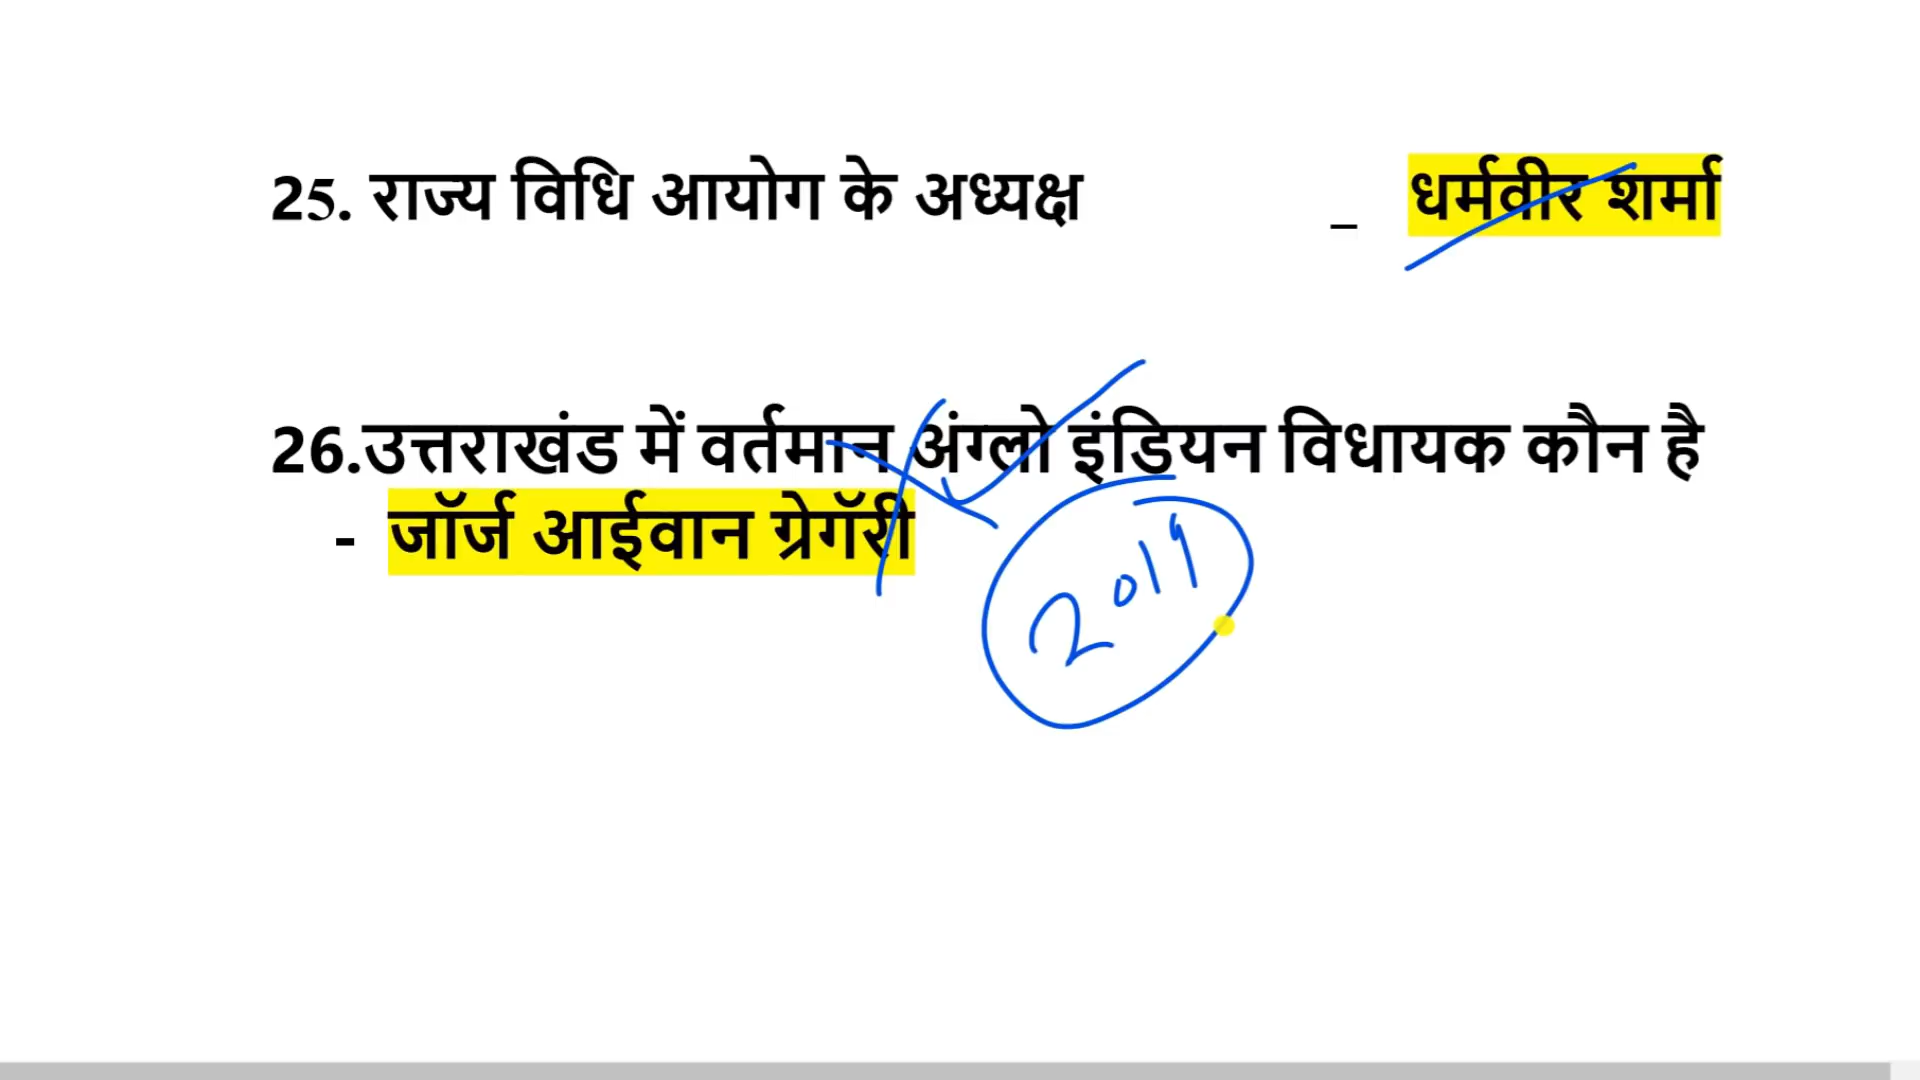 25. राज्य विधि आयोग के अध्यक्ष _ धर्मवीर शर्मा
26.उत्तराखंड में वर्तमान अंग्लो इंडियन विधायक कौन है
- जॉर्ज आईवान ग्रेगॅरी
2019